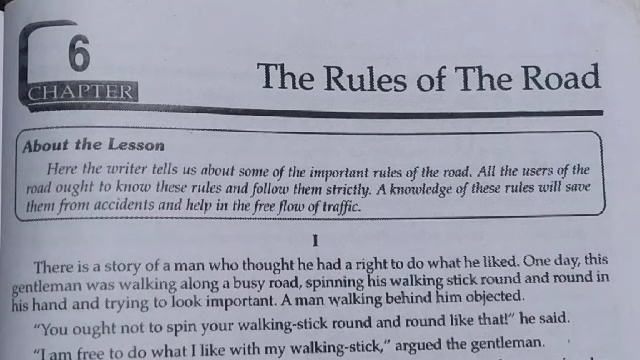 6
CHAPTER
The Rules of The Road
About the Lesson
Here the writer tells us about some of the important rules of the road. All the users of the
road ought to know these rules and follow them strictly. A knowledge of these rules will save
them from accidents and help in the free flow of traffic.
I
There is a story of a man who thought he had a right to do what he liked. One day, this
gentleman was walking along a busy road, spinning his walking stick round and round in
his hand and trying to look important. A man walking behind him objected.
"You ought not to spin your walking-stick round and round like that!" he said.
"I am free to do what I like with my walking-stick," argued the gentleman.